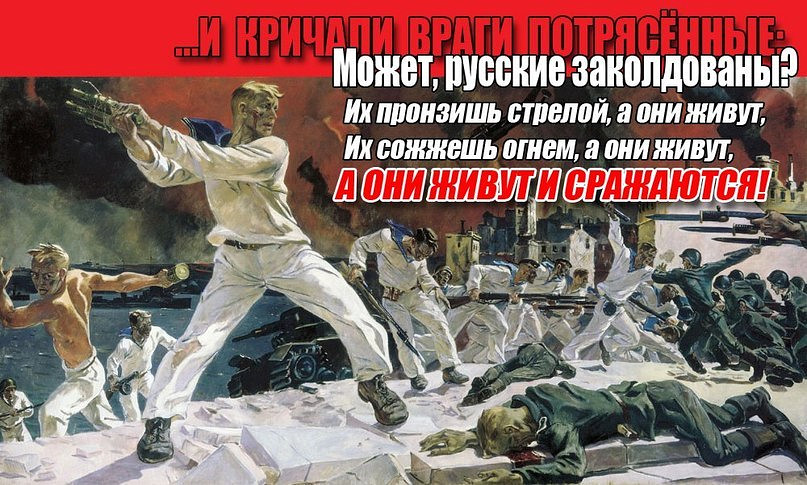 ...И КРИЧАЛИ ВРАГИ ПОТРЯСЁННЫЕ:
Может, русские заколдованы?
Их пронзишь стрелой, а они живут,
Их сожжешь огнем, а они живут,
А ОНИ ЖИВУТ И СРАЖАЮТСЯ!